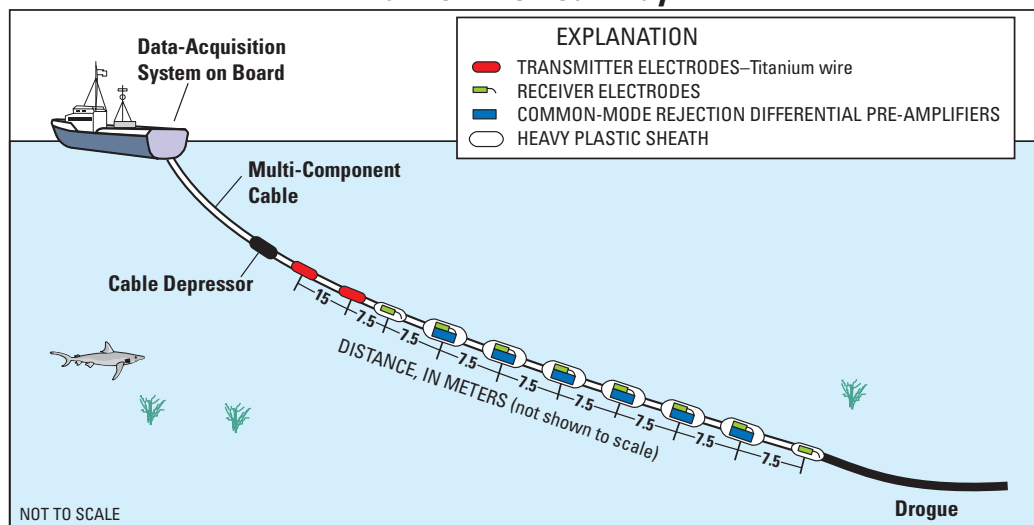 Data-Acquisition
System on Board
EXPLANATION
TRANSMITTER ELECTRODES–Titanium wire
RECEIVER ELECTRODES
COMMON-MODE REJECTION DIFFERENTIAL PRE-AMPLIFIERS
HEAVY PLASTIC SHEATH
Multi-Component
Cable
Cable Depressor
15
7.5
7.5
7.5
7.5
7.5
7.5
7.5
7.5
DISTANCE, IN METERS (not shown to scale)
Drogue
NOT TO SCALE